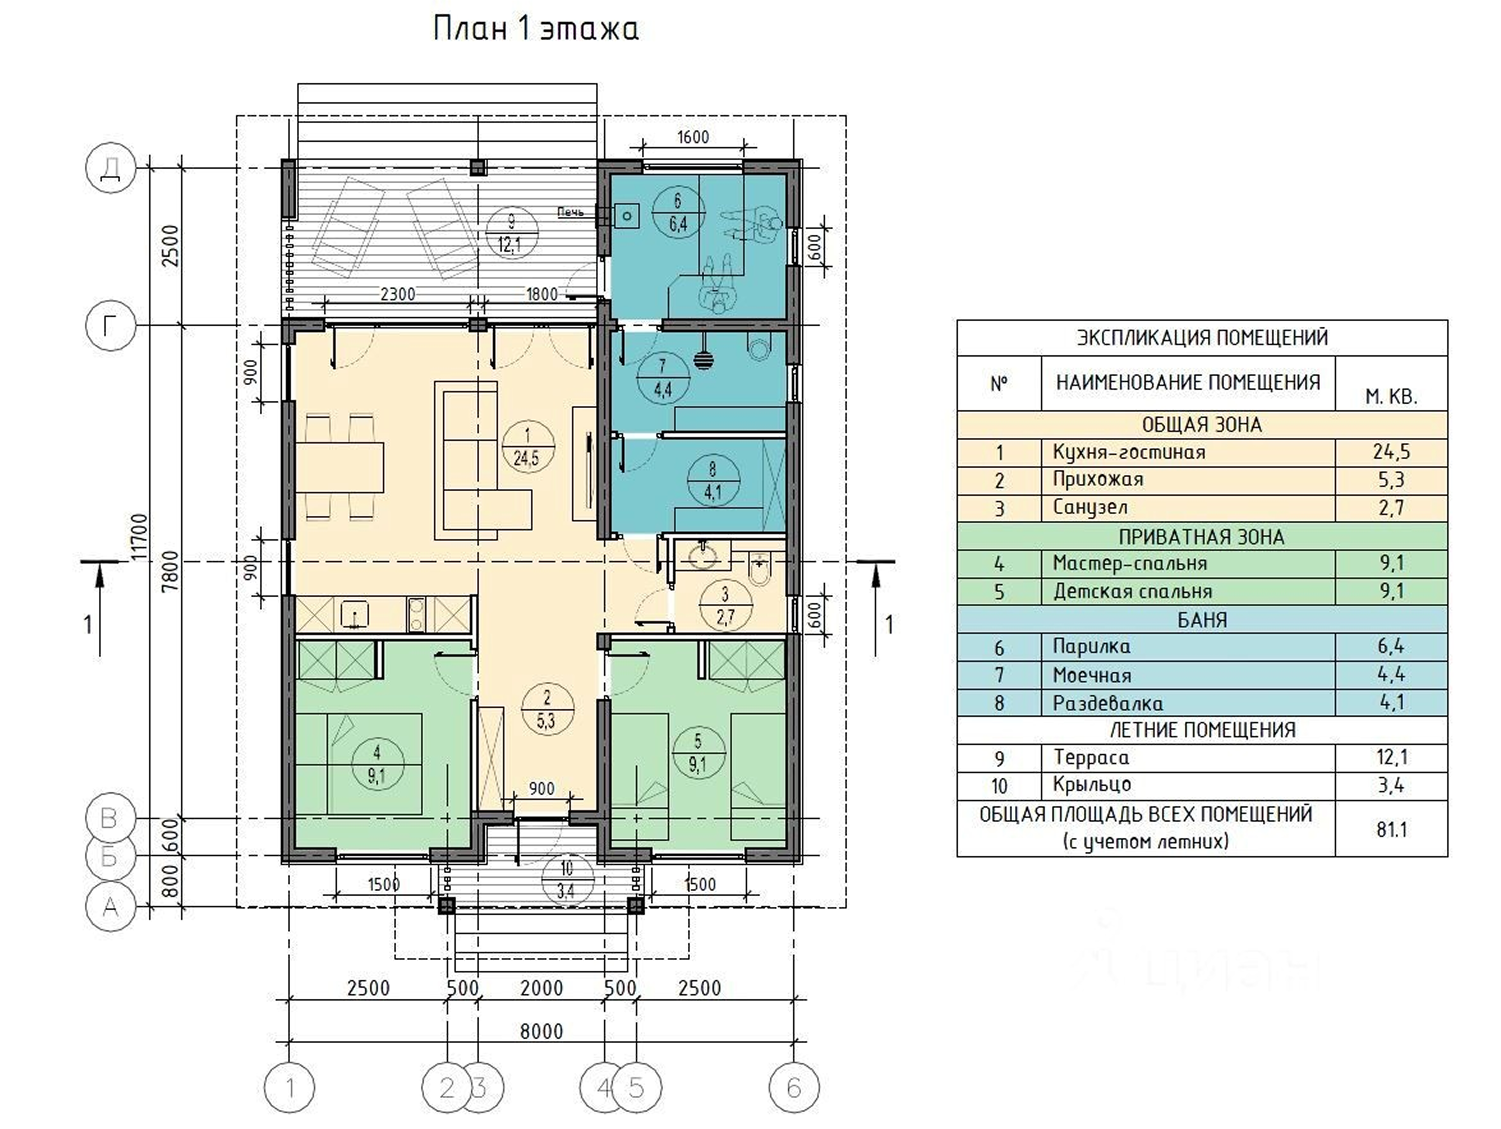 План 1 этажа
1600
Д
Г
В
Б
А
2500
11700
7800
600
800
Печь
6
6,4
9
12,1
600
2300
1800
900
7
4,4
1
24,5
8
4,1
900
3
2,7
600
1
1
2
5,3
4
9,1
5
9,1
900
10
3,4
1500
1500
2500
500
2000
500
2500
8000
1
2
3
4
5
6
ЭКСПЛИКАЦИЯ ПОМЕЩЕНИЙ
№ НАИМЕНОВАНИЕ ПОМЕЩЕНИЯ М. КВ.
ОБЩАЯ ЗОНА
1 Кухня-гостиная 24,5
2 Прихожая 5,3
3 Санузел 2,7
ПРИВАТНАЯ ЗОНА
4 Мастер-спальня 9,1
5 Детская спальня 9,1
БАНЯ
6 Парилка 6,4
7 Моечная 4,4
8 Раздевалка 4,1
ЛЕТНИЕ ПОМЕЩЕНИЯ
9 Терраса 12,1
10 Крыльцо 3,4
ОБЩАЯ ПЛОЩАДЬ ВСЕХ ПОМЕЩЕНИЙ
(с учетом летних) 81.1
циан